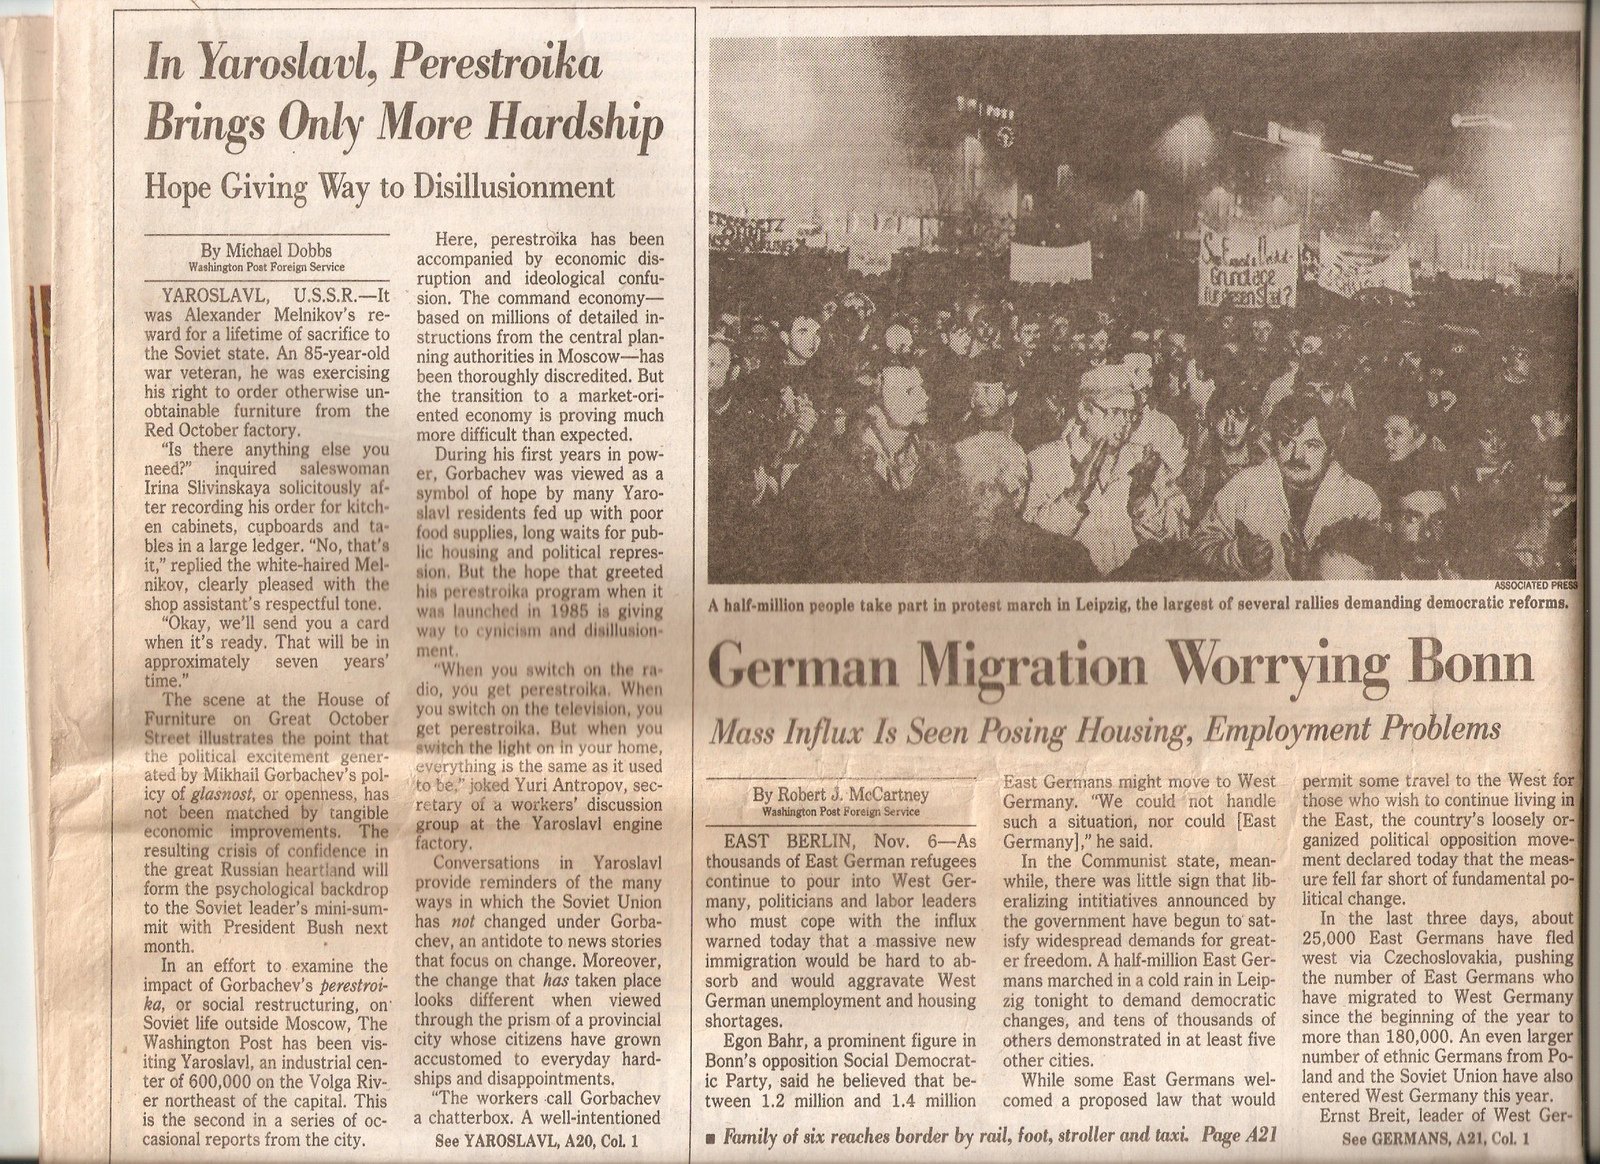 In Yaroslavl, Perestroika
Brings Only More Hardship
Hope Giving Way to Disillusionment
By Michael Dobbs
Washington Post Foreign Service
YAROSLAVL, U.S.S.R.—It
was Alexander Melnikov's re-
ward for a lifetime of sacrifice to
the Soviet state. An 85-year-old
war veteran, he was exercising
his right to order otherwise un-
obtainable furniture from the
Red October factory.
"Is there anything else you
need?" inquired saleswoman
Irina Slivinskaya solicitously af-
ter recording his order for kitch-
en cabinets, cupboards and ta-
bles in a large ledger. "No, that's
it," replied the white-haired Mel-
nikov, clearly pleased with the
shop assistant's respectful tone.
"Okay, we'll send you a card
when it's ready. That will be in
approximately seven years'
time."
The scene at the House of
Furniture on Great October
Street illustrates the point that
the political excitement gener-
ated by Mikhail Gorbachev's pol-
icy of glasnost, or openness, has
not been matched by tangible
economic improvements. The
resulting crisis of confidence in
the great Russian heartland will
form the psychological backdrop
to the Soviet leader's mini-sum-
mit with President Bush next
month.
In an effort to examine the
impact of Gorbachev's perestroi-
ka, or social restructuring, on
Soviet life outside Moscow, The
Washington Post has been vis-
iting Yaroslavl, an industrial cen-
ter of 600,000 on the Volga Riv-
er northeast of the capital. This
is the second in a series of oc-
casional reports from the city.
Here, perestroika has been
accompanied by economic dis-
ruption and ideological confu-
sion. The command economy—
based on millions of detailed in-
structions from the central plan-
ning authorities in Moscow—has
been thoroughly discredited. But
the transition to a market-ori-
ented economy is proving much
more difficult than expected.
During his first years in pow-
er, Gorbachev was viewed as a
symbol of hope by many Yaro-
slavl residents fed up with poor
food supplies, long waits for pub-
lic housing and political repres-
sion. But the hope that greeted
his perestroika program when it
was launched in 1985 is giving
way to cynicism and disillusion-
ment.
"When you switch on the ra-
dio, you get perestroika. When
you switch on the television, you
get perestroika. But when you
switch the light on in your home,
everything is the same as it used
to be," joked Yuri Antropov, sec-
retary of a workers' discussion
group at the Yaroslavl engine
factory.
Conversations in Yaroslavl
provide reminders of the many
ways in which the Soviet Union
has not changed under Gorba-
chev, an antidote to news stories
that focus on change. Moreover,
the change that has taken place
looks different when viewed
through the prism of a provincial
city whose citizens have grown
accustomed to everyday hard-
ships and disappointments.
"The workers call Gorbachev
a chatterbox. A well-intentioned
See YAROSLAVL, A20, Col. 1
Grundlage
ASSOCIATED PRESS
A half-million people take part in protest march in Leipzig, the largest of several rallies demanding democratic reforms.
German Migration Worrying Bonn
Mass Influx Is Seen Posing Housing, Employment Problems
By Robert J. McCartney
Washington Post Foreign Service
EAST BERLIN, Nov. 6—As
thousands of East German refugees
continue to pour into West Ger-
many, politicians and labor leaders
who must cope with the influx
warned today that a massive new
immigration would be hard to ab-
sorb and would aggravate West
German unemployment and housing
shortages.
Egon Bahr, a prominent figure in
Bonn's opposition Social Democrat-
ic Party, said he believed that be-
tween 1.2 million and 1.4 million
East Germans might move to West
Germany. "We could not handle
such a situation, nor could [East
Germany]," he said.
In the Communist state, mean-
while, there was little sign that lib-
eralizing intitiatives announced by
the government have begun to sat-
isfy widespread demands for great-
er freedom. A half-million East Ger-
mans marched in a cold rain in Leip-
zig tonight to demand democratic
changes, and tens of thousands of
others demonstrated in at least five
other cities.
While some East Germans wel-
comed a proposed law that would
permit some travel to the West for
those who wish to continue living in
the East, the country's loosely or-
ganized political opposition move-
ment declared today that the meas-
ure fell far short of fundamental po-
litical change.
In the last three days, about
25,000 East Germans have fled
west via Czechoslovakia, pushing
the number of East Germans who
have migrated to West Germany
since the beginning of the year to
more than 180,000. An even larger
number of ethnic Germans from Po-
land and the Soviet Union have also
entered West Germany this year.
Ernst Breit, leader of West Ger-
■ Family of six reaches border by rail, foot, stroller and taxi. Page A21
See GERMANS, A21, Col. 1